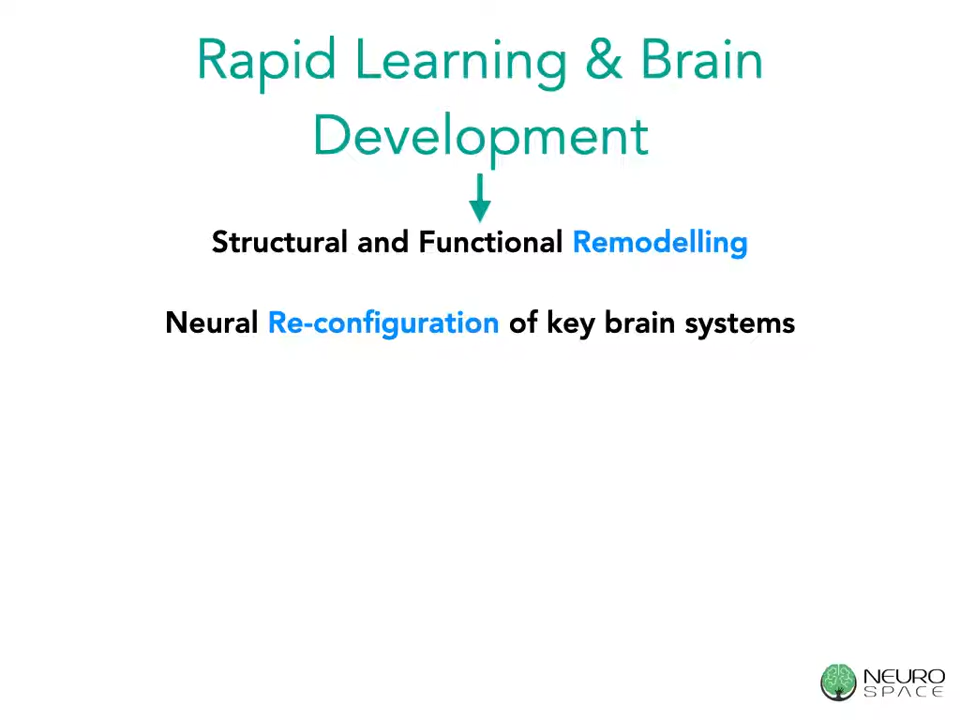 Rapid Learning & Brain
Development
Structural and Functional Remodelling
Neural Re-configuration of key brain systems
NEURO
SPACE